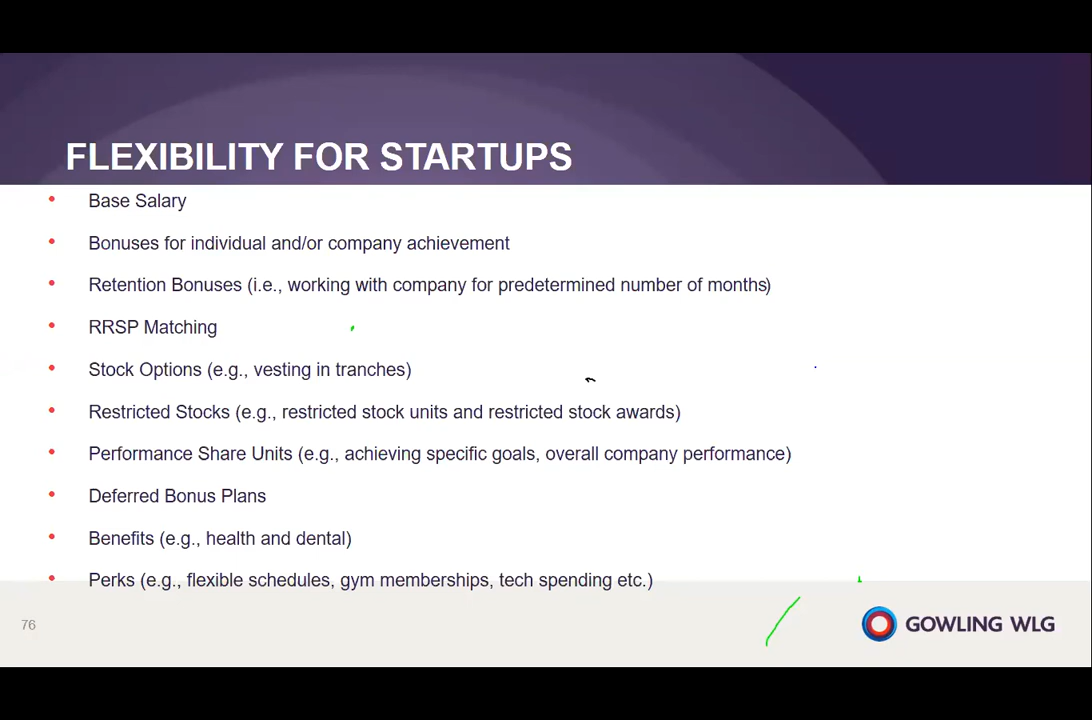 FLEXIBILITY FOR STARTUPS
• Base Salary
• Bonuses for individual and/or company achievement
• Retention Bonuses (i.e., working with company for predetermined number of months)
• RRSP Matching
• Stock Options (e.g., vesting in tranches)
• Restricted Stocks (e.g., restricted stock units and restricted stock awards)
• Performance Share Units (e.g., achieving specific goals, overall company performance)
• Deferred Bonus Plans
• Benefits (e.g., health and dental)
• Perks (e.g., flexible schedules, gym memberships, tech spending etc.)
76
GOWLING WLG